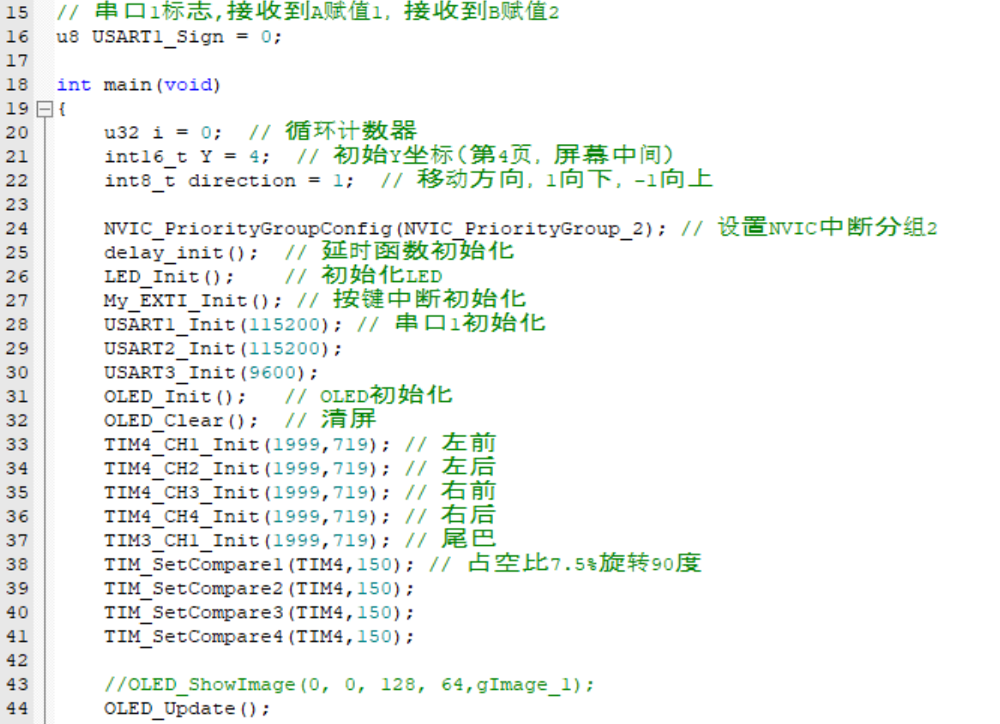 15 // 串口1标志,接收到A赋值1, 接收到B赋值2
16 u8 USART1_Sign = 0;
17
18 int main(void)
19 {
20 u32 i = 0; // 循环计数器
21 int16_t Y = 4; // 初始Y坐标(第4页, 屏幕中间)
22 int8_t direction = 1; // 移动方向, 1向下, -1向上
23
24 NVIC_PriorityGroupConfig(NVIC_PriorityGroup_2); // 设置NVIC中断分组2
25 delay_init(); // 延时函数初始化
26 LED_Init(); // 初始化LED
27 My_EXTI_Init(); // 按键中断初始化
28 USART1_Init(115200); // 串口1初始化
29 USART2_Init(115200);
30 USART3_Init(9600);
31 OLED_Init(); // OLED初始化
32 OLED_Clear(); // 清屏
33 TIM4_CH1_Init(1999,719); // 左前
34 TIM4_CH2_Init(1999,719); // 左后
35 TIM4_CH3_Init(1999,719); // 右前
36 TIM4_CH4_Init(1999,719); // 右后
37 TIM3_CH1_Init(1999,719); // 尾巴
38 TIM_SetCompare1(TIM4,150); // 占空比7.5%旋转90度
39 TIM_SetCompare2(TIM4,150);
40 TIM_SetCompare3(TIM4,150);
41 TIM_SetCompare4(TIM4,150);
42
43 //OLED_ShowImage(0, 0, 128, 64,gImage_1);
44 OLED_Update();